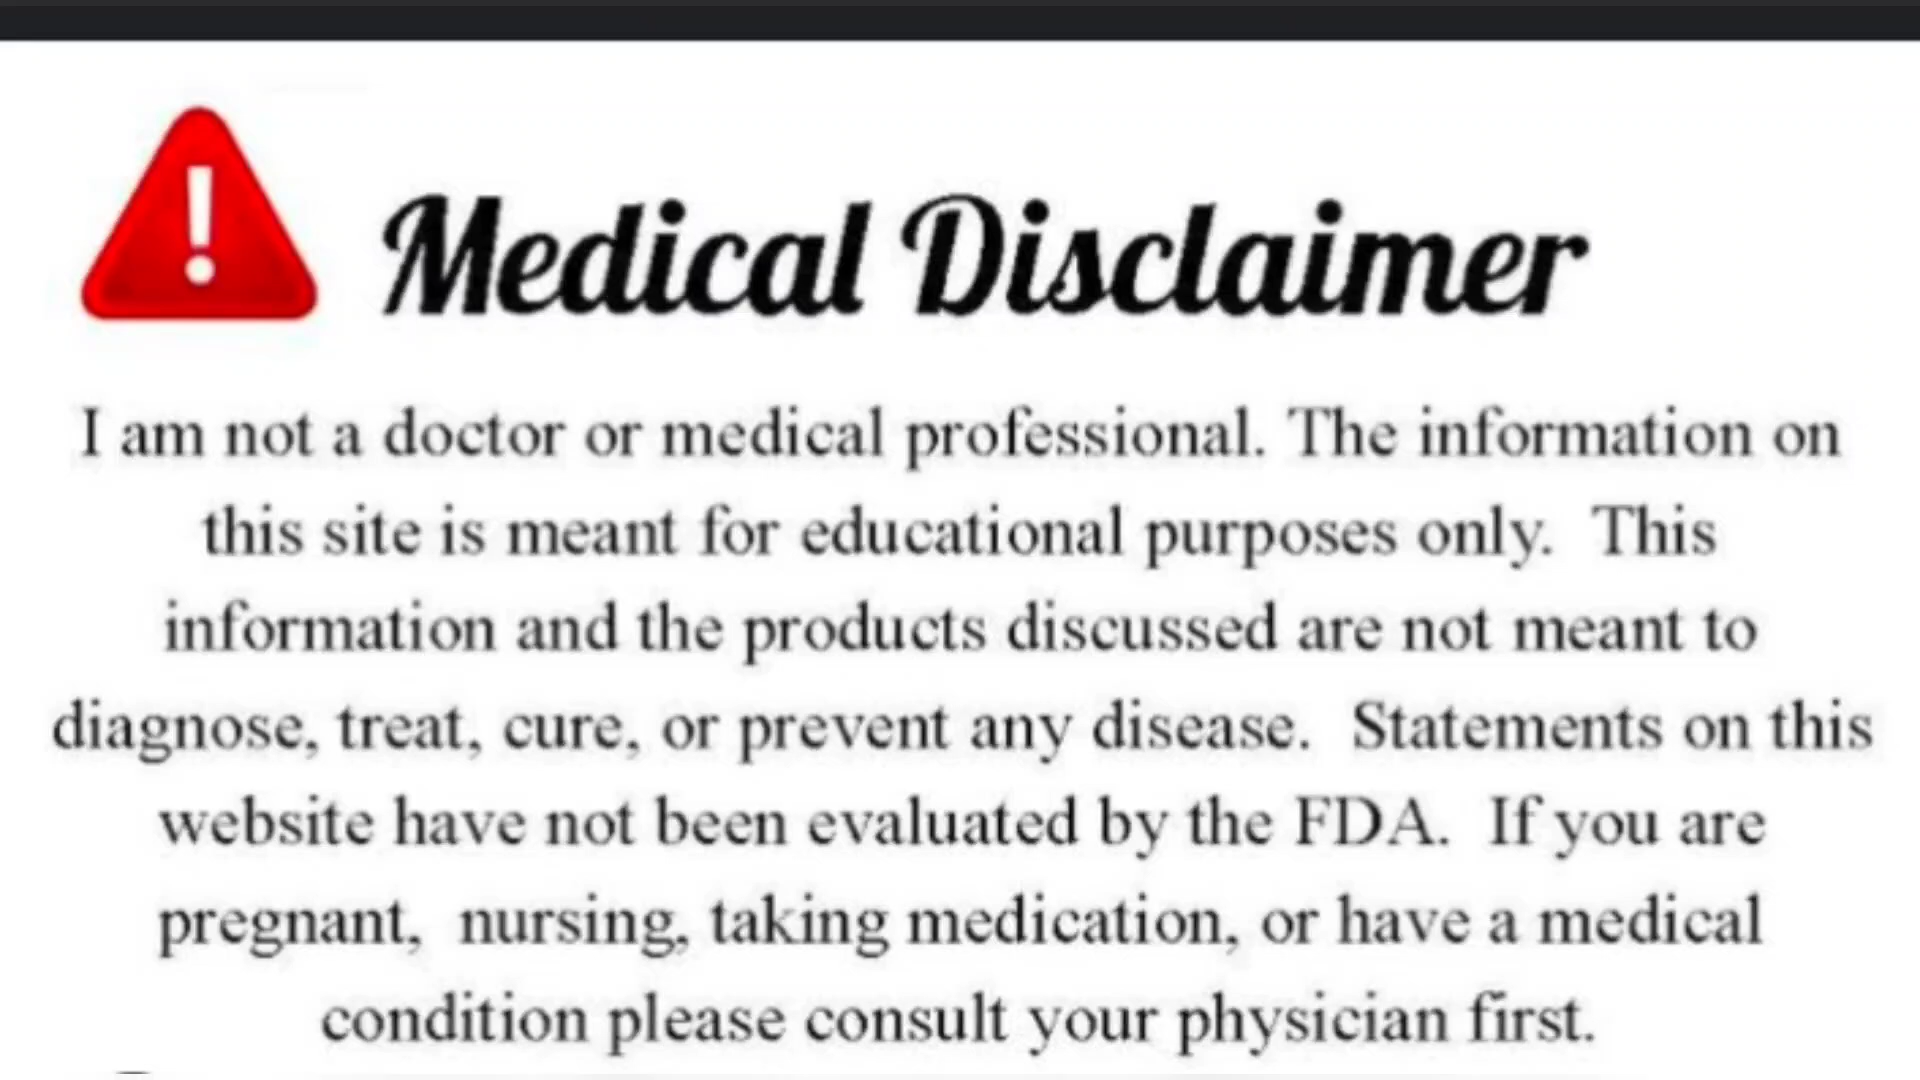 Medical Disclaimer
I am not a doctor or medical professional. The information on
this site is meant for educational purposes only. This
information and the products discussed are not meant to
diagnose, treat, cure, or prevent any disease. Statements on this
website have not been evaluated by the FDA. If you are
pregnant, nursing, taking medication, or have a medical
condition please consult your physician first.